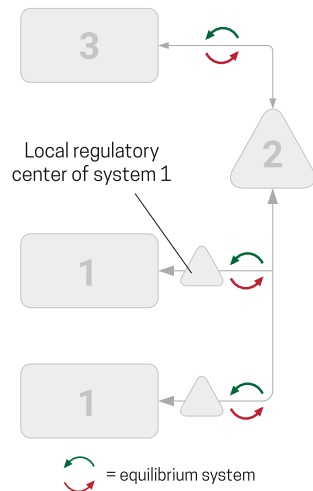 3
2
Local regulatory
center of system 1
1
1
= equilibrium system